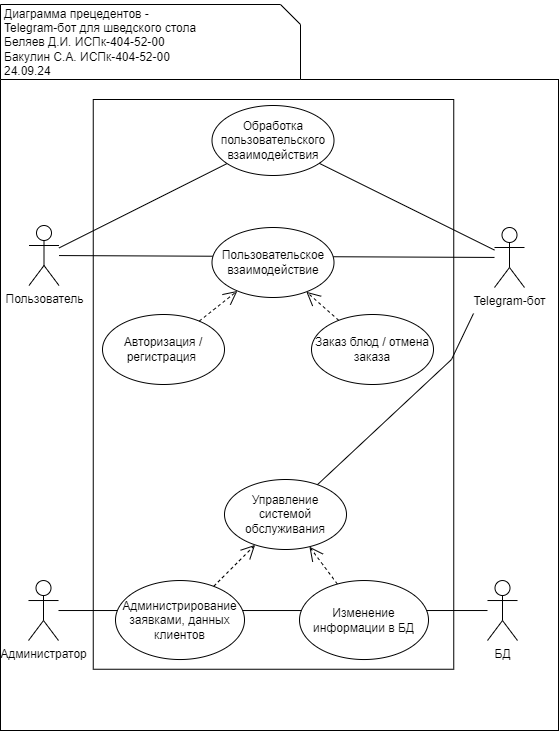 Диаграмма прецедентов -
Telegram-бот для шведского стола
Беляев Д.И. ИСПк-404-52-00
Бакулин С.А. ИСПк-404-52-00
24.09.24
Обработка
пользовательского
взаимодействия
Пользовательское
взаимодействие
Пользователь
Telegram-бот
Авторизация /
регистрация
Заказ блюд / отмена
заказа
Управление
системой
обслуживания
Администрирование
заявками, данных
клиентов
Изменение
информации в БД
Администратор
БД